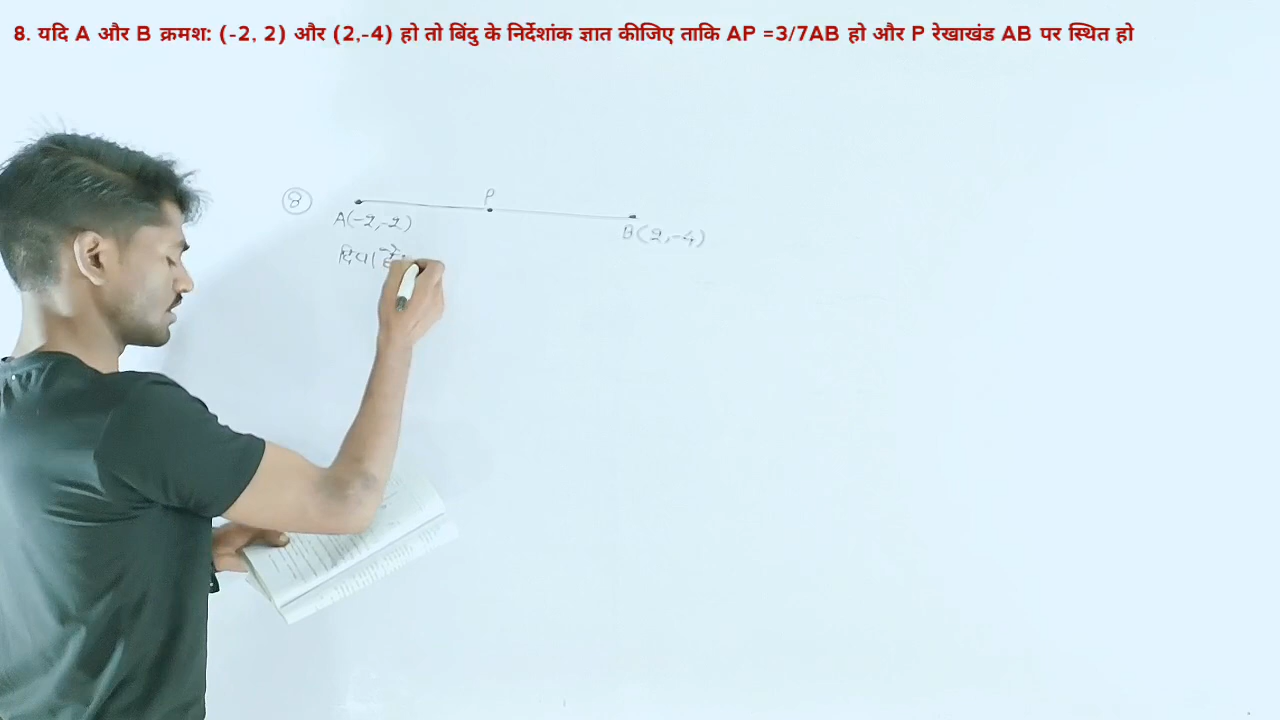 8. यदि A और B क्रमश: (-2, 2) और (2,-4) हो तो बिंदु के निर्देशांक ज्ञात कीजिए ताकि AP =3/7AB हो और P रेखाखंड AB पर स्थित हो
8 P
A(-2,-2) B(2,-4)
दिया है